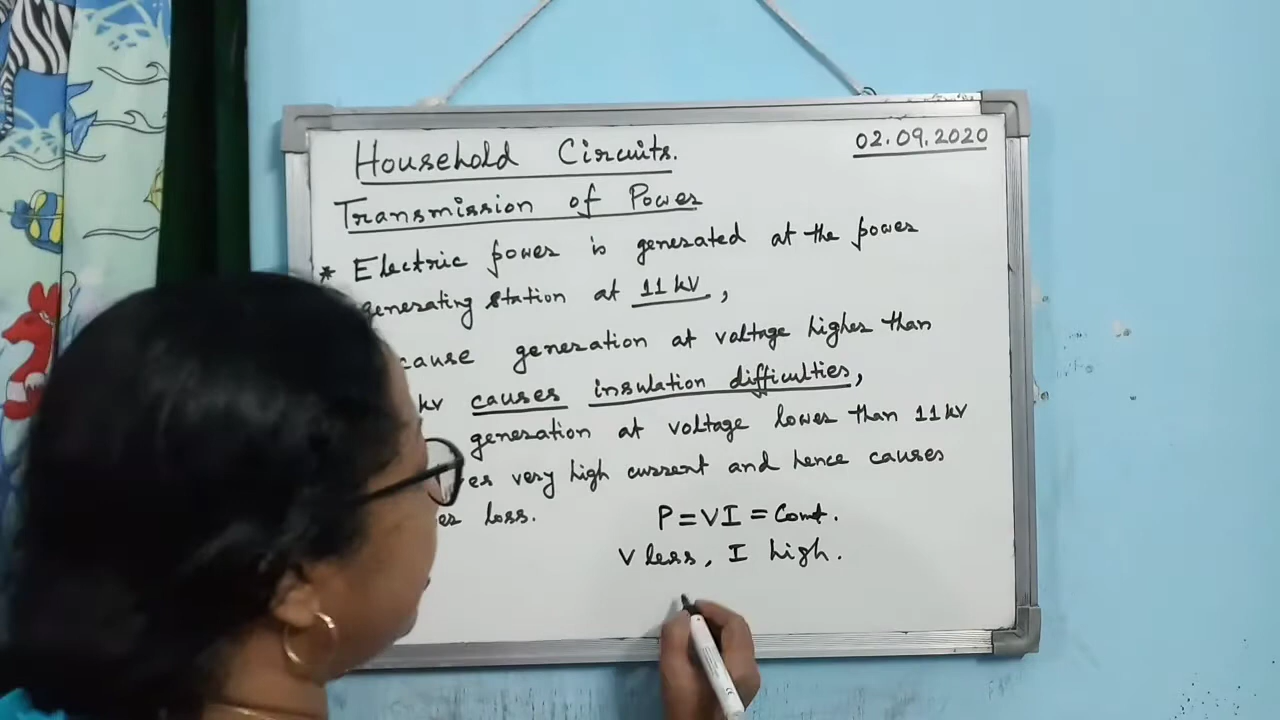 Household Circuits.
02.09.2020
Transmission of Power
* Electric power is generated at the power
generating station at 11 kV,
cause generation at voltage higher than
kv causes insulation difficulties,
generation at voltage lower than 11 kV
es very high current and hence causes
loss.
P = VI = Const.
V less, I high.